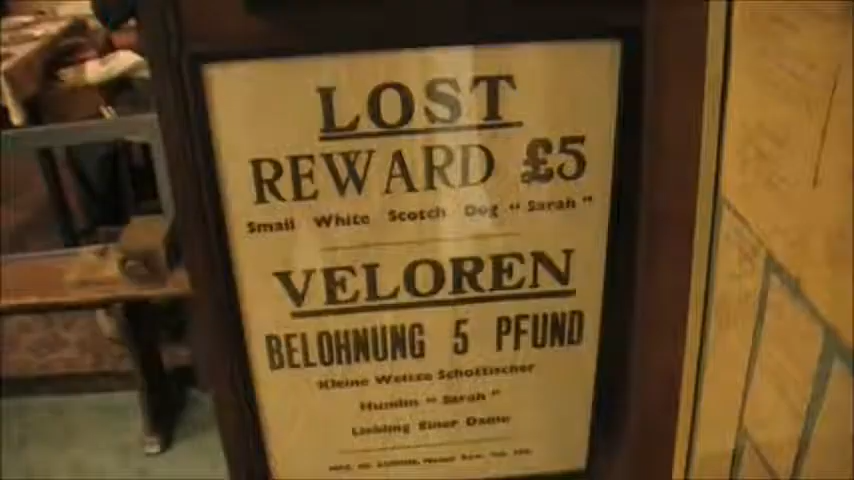 LOST
REWARD £5
Small White Scotch Dog "Sarah"
VELOREN
BELOHNUNG 5 PFUND
Kleine Weisse Schottischer
"Sarah"
Liebling Einer Dame